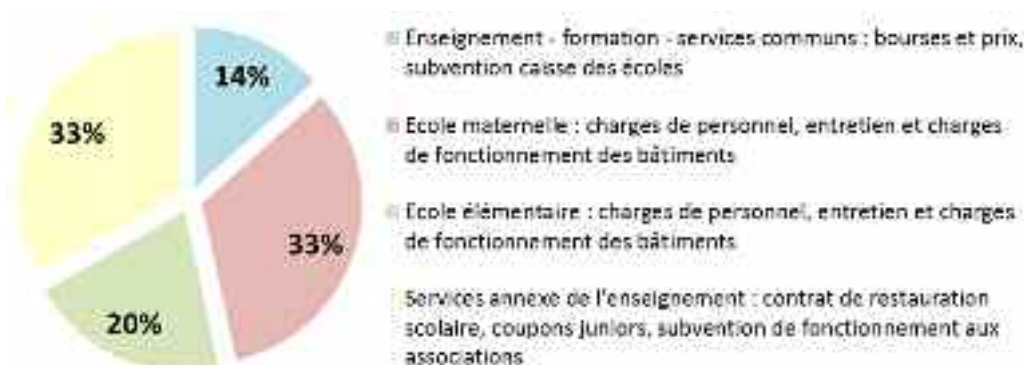 14%
33%
33%
20%
Enseignement - formation - services communs : bourses et prix,
subvention caisse des écoles
Ecole maternelle : charges de personnel, entretien et charges
de fonctionnement des bâtiments
Ecole élémentaire : charges de personnel, entretien et charges
de fonctionnement des bâtiments
Services annexe de l'enseignement : contrat de restauration
scolaire, coupons juniors, subvention de fonctionnement aux
associations